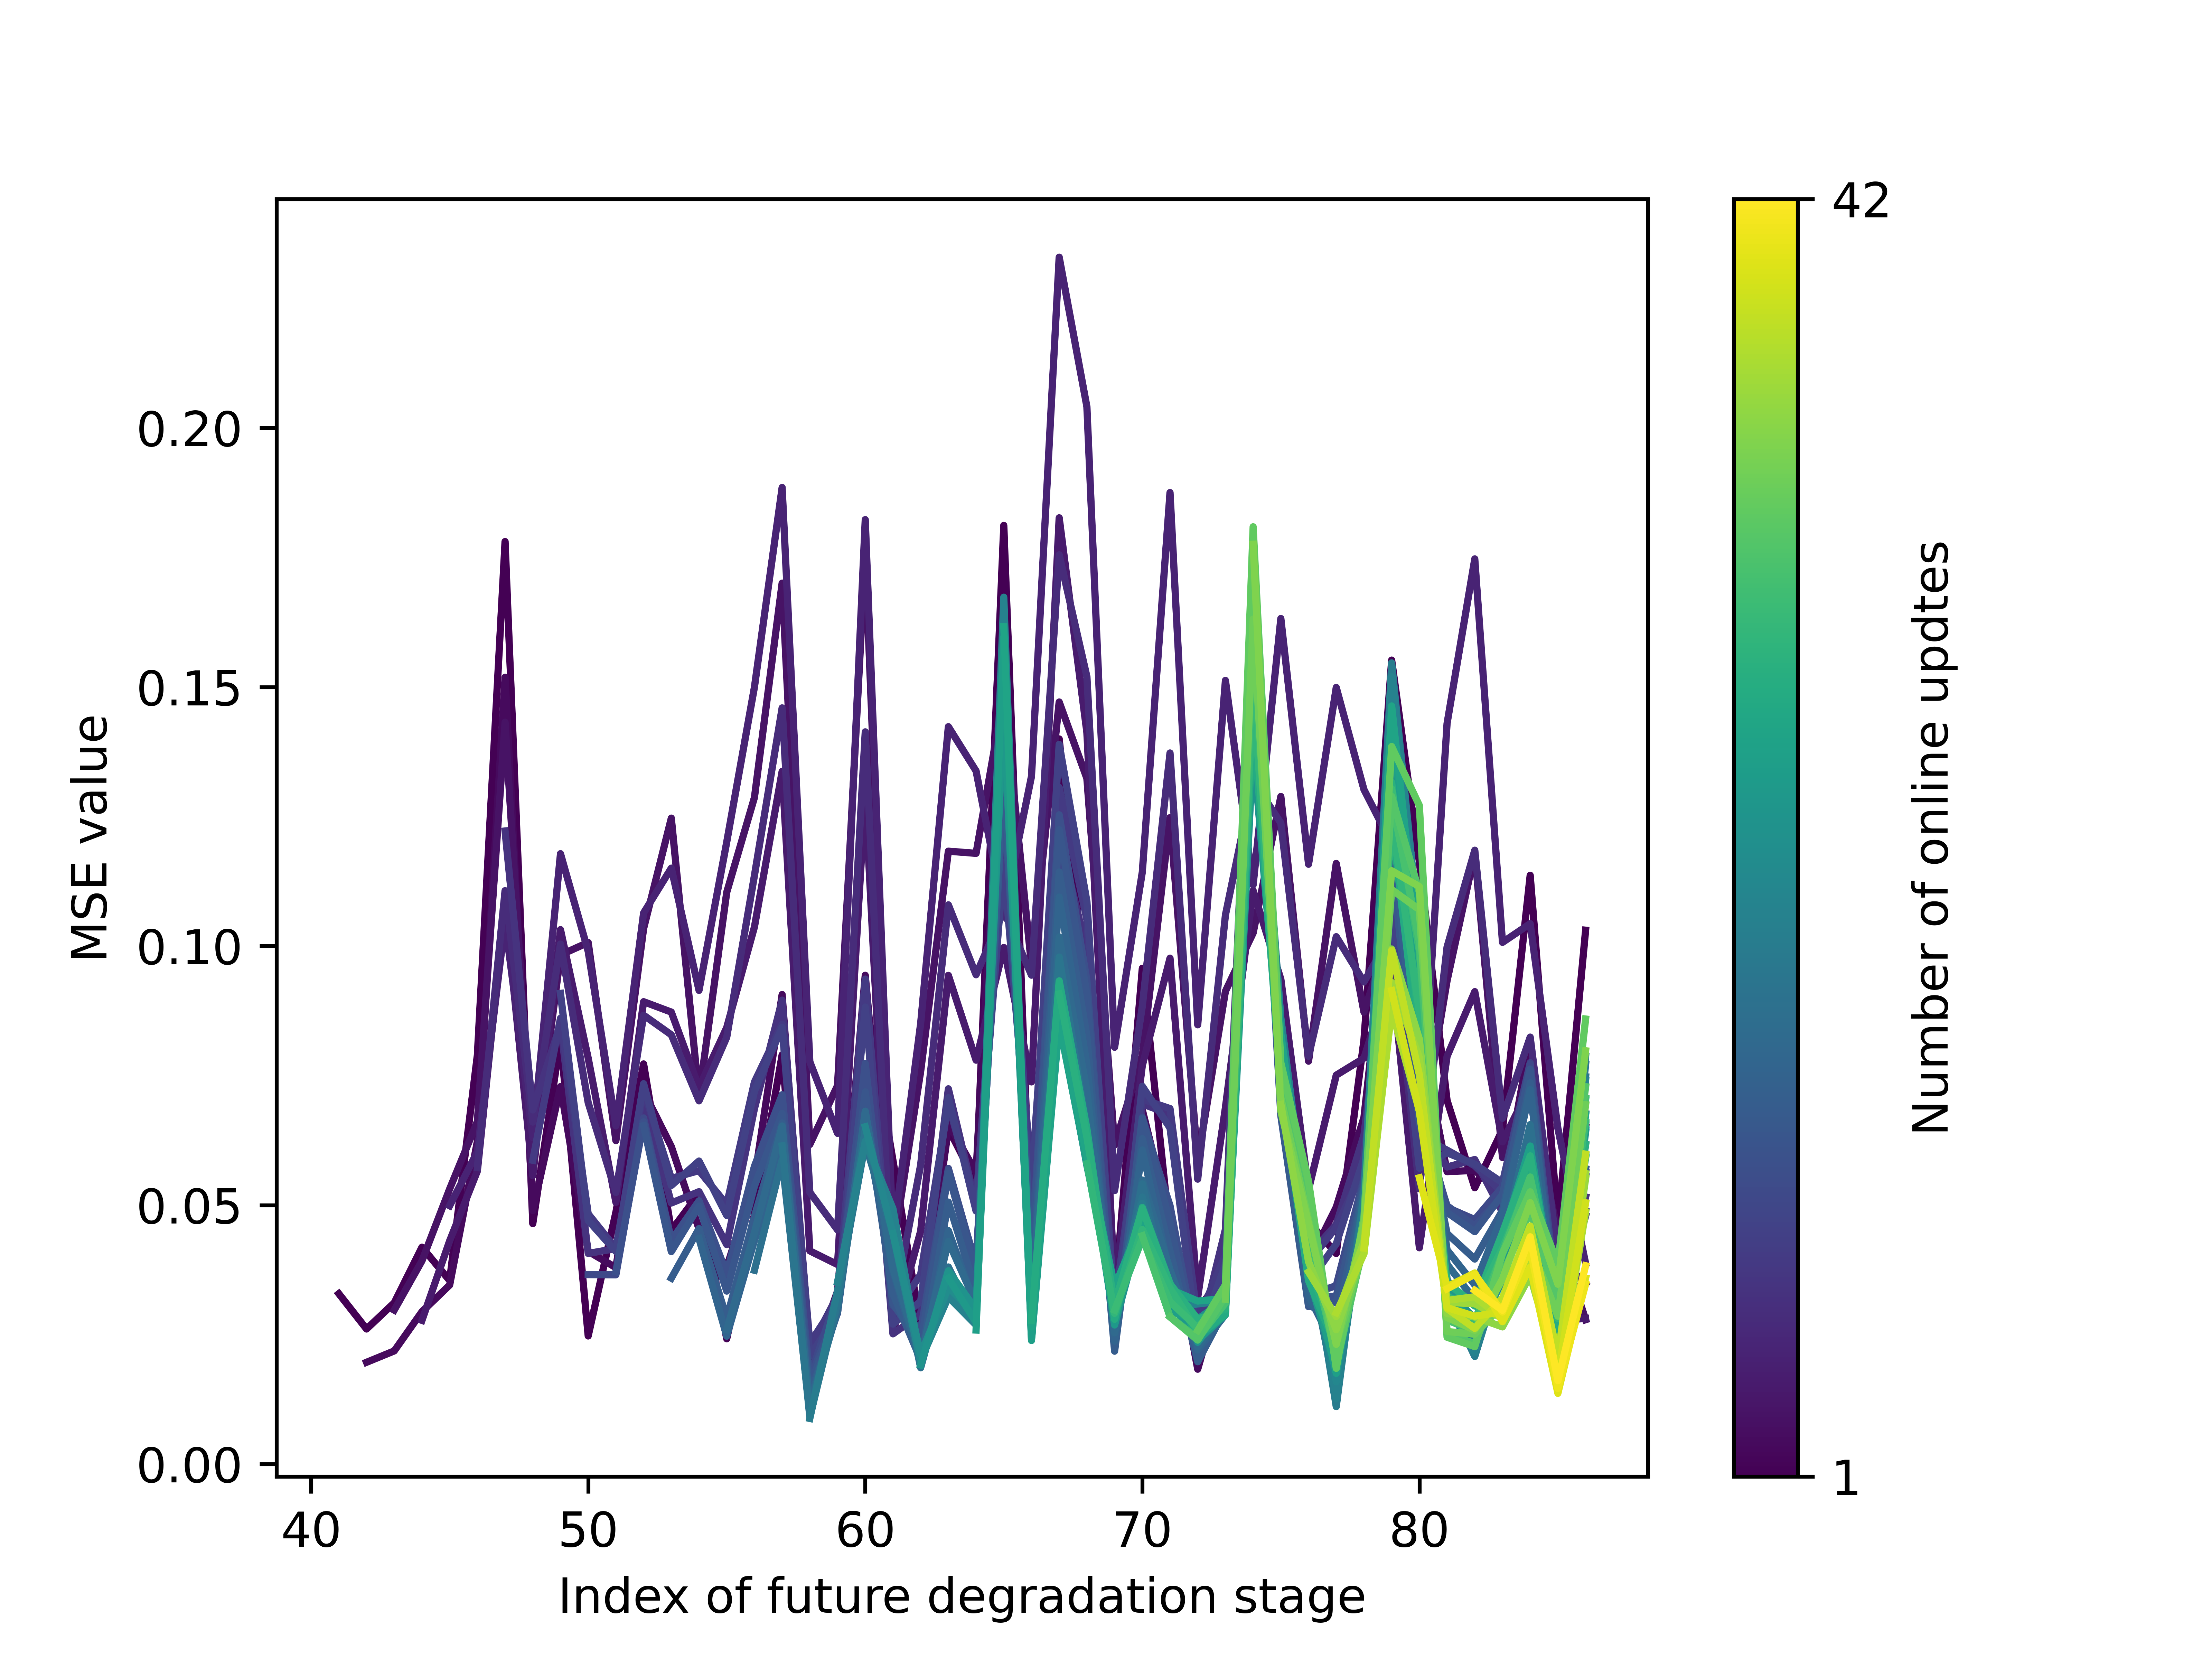 42
0.20
0.15
0.10
0.05
0.00
MSE value
40 50 60 70 80
Index of future degradation stage
1
Number of online updtes